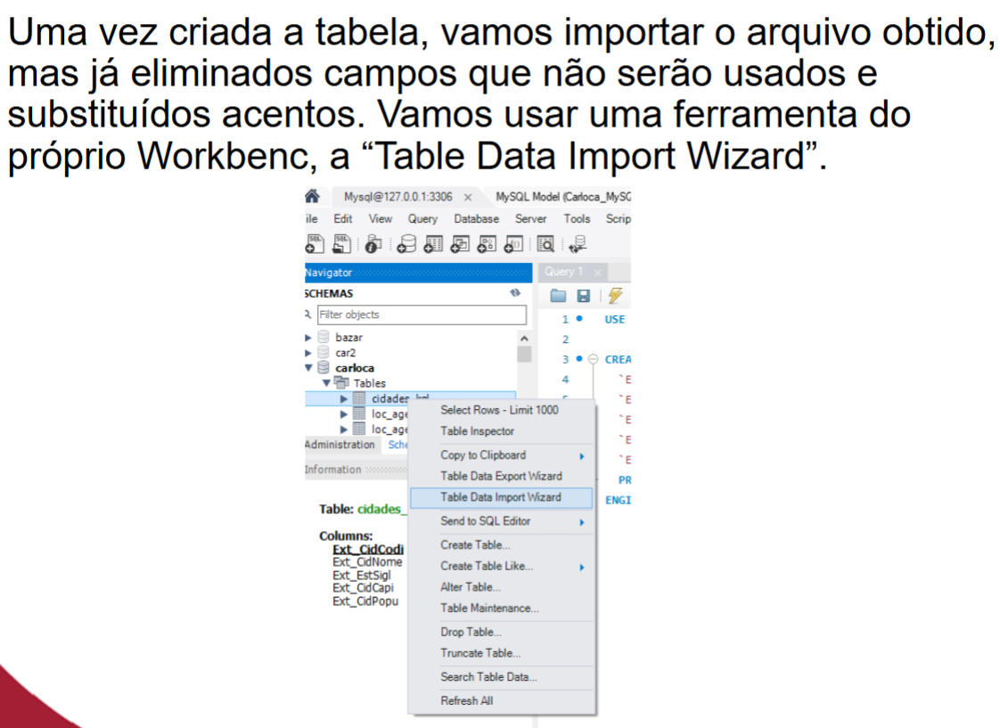 Uma vez criada a tabela, vamos importar o arquivo obtido,
mas já eliminados campos que não serão usados e
substituídos acentos. Vamos usar uma ferramenta do
próprio Workbenc, a “Table Data Import Wizard”.
Mysql@127.0.0.1:3306 × MySQL Model (Carloca_MySC
ile Edit View Query Database Server Tools Scrip
Navigator
Query 1 ×
SCHEMAS
Filter objects
bazar
car2
carloca
Tables
cidades_kgl
loc_age
loc_age
Administration Sche
Information
Table: cidades_
Columns:
Ext_CidCodi
Ext_CidNome
Ext_EstSigl
Ext_CidCapi
Ext_CidPopu
1 USE
2
3 CREA
4 `E
5 `E
`E
`E
`E
PR
ENGI
Select Rows - Limit 1000
Table Inspector
Copy to Clipboard
Table Data Export Wizard
Table Data Import Wizard
Send to SQL Editor
Create Table...
Create Table Like...
Alter Table...
Table Maintenance...
Drop Table...
Truncate Table...
Search Table Data...
Refresh All